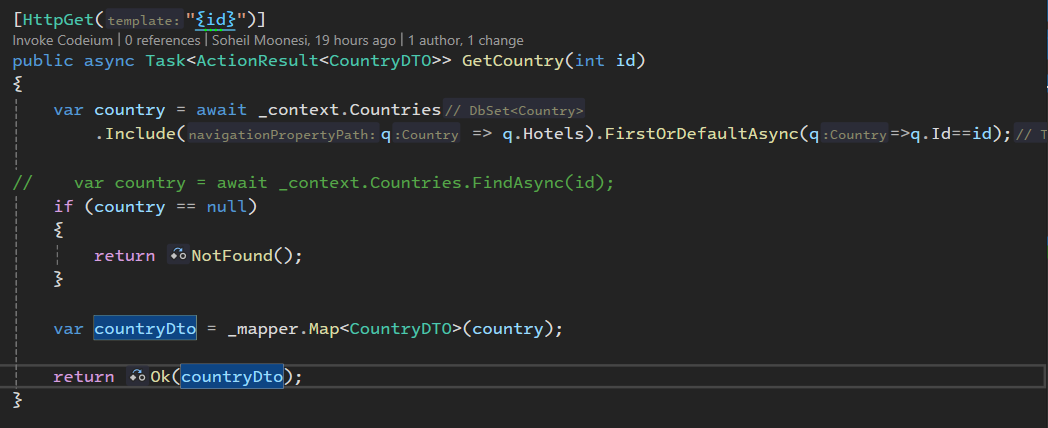 [HttpGet(template:"{id}")]
Invoke Codeium | 0 references | Soheil Moonesi, 19 hours ago | 1 author, 1 change
public async Task<ActionResult<CountryDTO>> GetCountry(int id)
{
var country = await _context.Countries // DbSet<Country>
.Include(navigationPropertyPath:q:Country => q.Hotels).FirstOrDefaultAsync(q:Country=>q.Id==id);// T
// var country = await _context.Countries.FindAsync(id);
if (country == null)
{
return NotFound();
}
var countryDto = _mapper.Map<CountryDTO>(country);
return Ok(countryDto);
}